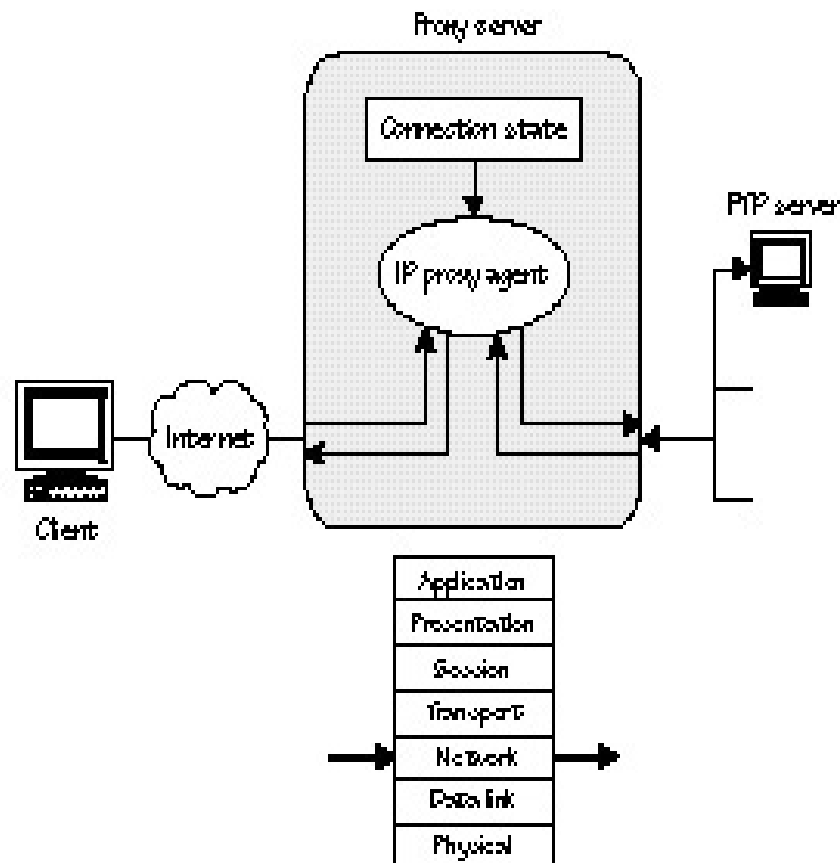 Proxy server
Connection state
FTP server
IP proxy agent
Internet
Client
Application
Presentation
Session
Transport
Network
Data link
Physical